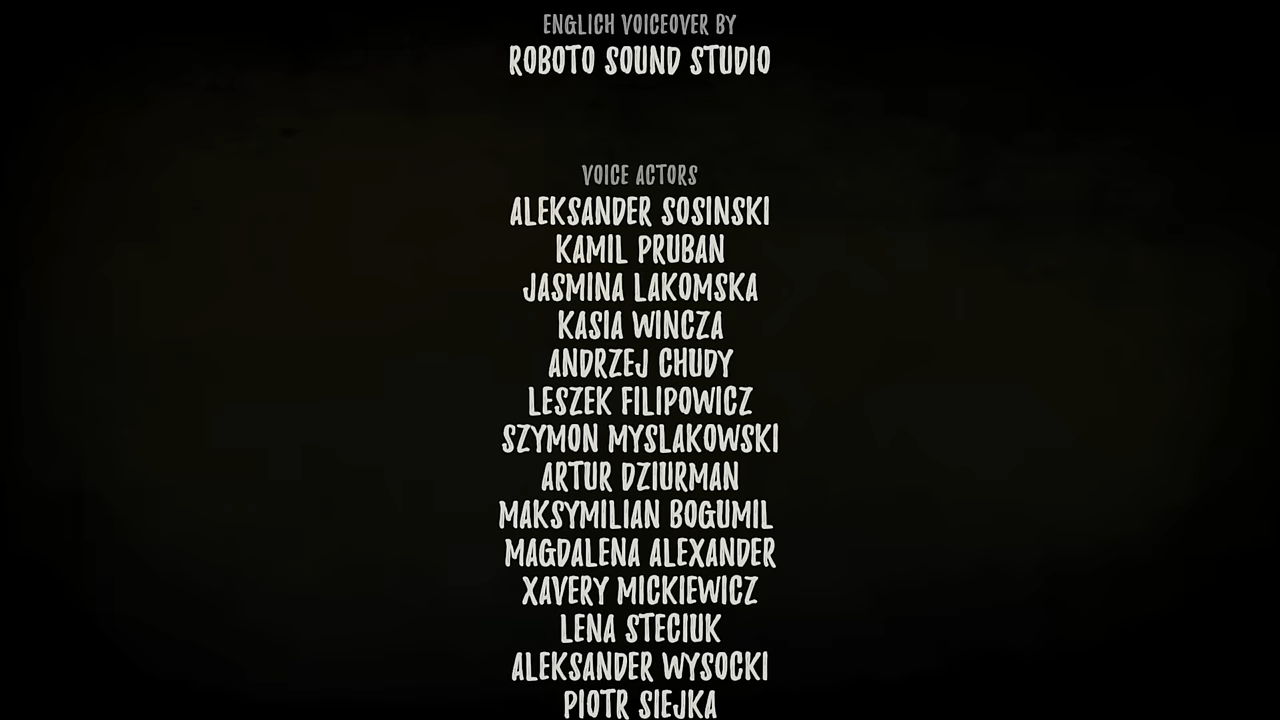 ENGLICH VOICEOVER BY
ROBOTO SOUND STUDIO
VOICE ACTORS
ALEKSANDER SOSINSKI
KAMIL PRUBAN
JASMINA LAKOMSKA
KASIA WINCZA
ANDRZEJ CHUDY
LESZEK FILIPOWICZ
SZYMON MYSLAKOWSKI
ARTUR DZIURMAN
MAKSYMILIAN BOGUMIL
MAGDALENA ALEXANDER
XAVERY MICKIEWICZ
LENA STECIUK
ALEKSANDER WYSOCKI
PIOTR SIEJKA